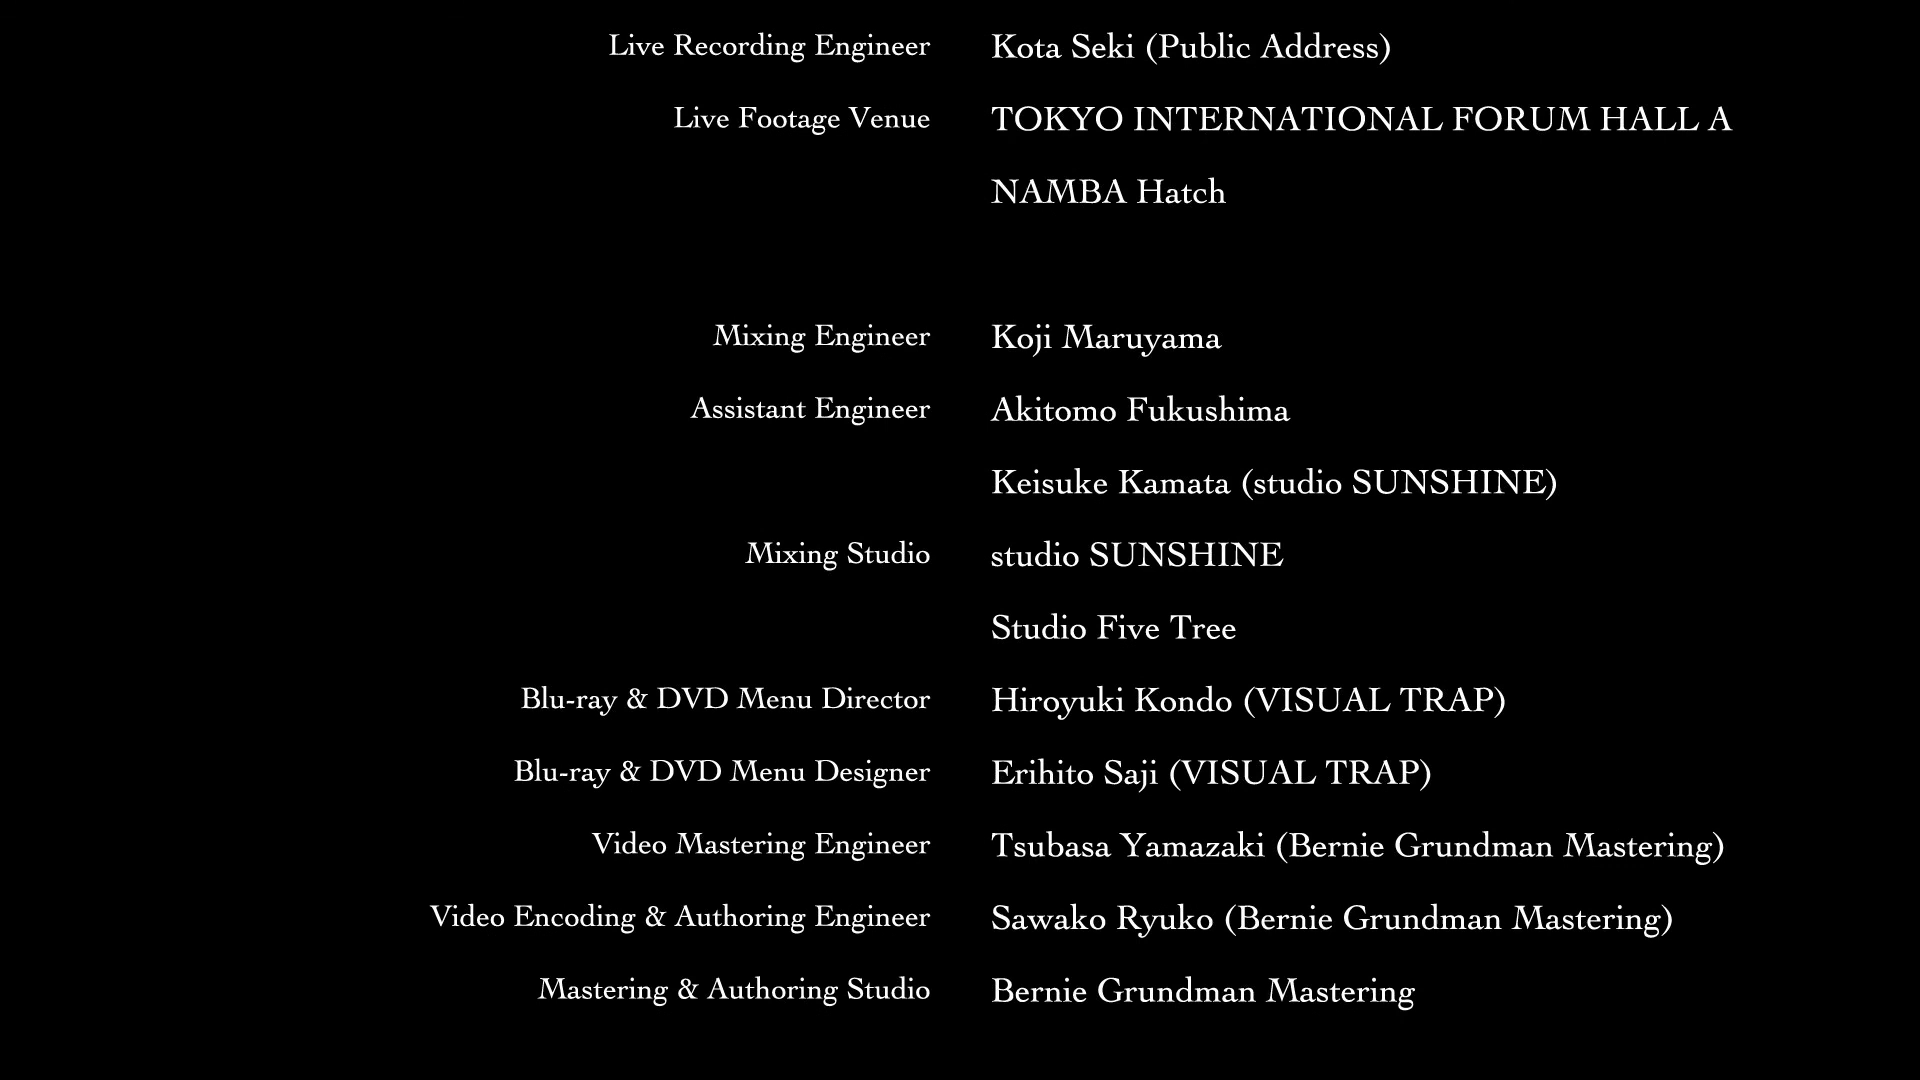 Live Recording Engineer Kota Seki (Public Address)
Live Footage Venue TOKYO INTERNATIONAL FORUM HALL A
NAMBA Hatch
Mixing Engineer Koji Maruyama
Assistant Engineer Akitomo Fukushima
Keisuke Kamata (studio SUNSHINE)
Mixing Studio studio SUNSHINE
Studio Five Tree
Blu-ray & DVD Menu Director Hiroyuki Kondo (VISUAL TRAP)
Blu-ray & DVD Menu Designer Erihito Saji (VISUAL TRAP)
Video Mastering Engineer Tsubasa Yamazaki (Bernie Grundman Mastering)
Video Encoding & Authoring Engineer Sawako Ryuko (Bernie Grundman Mastering)
Mastering & Authoring Studio Bernie Grundman Mastering